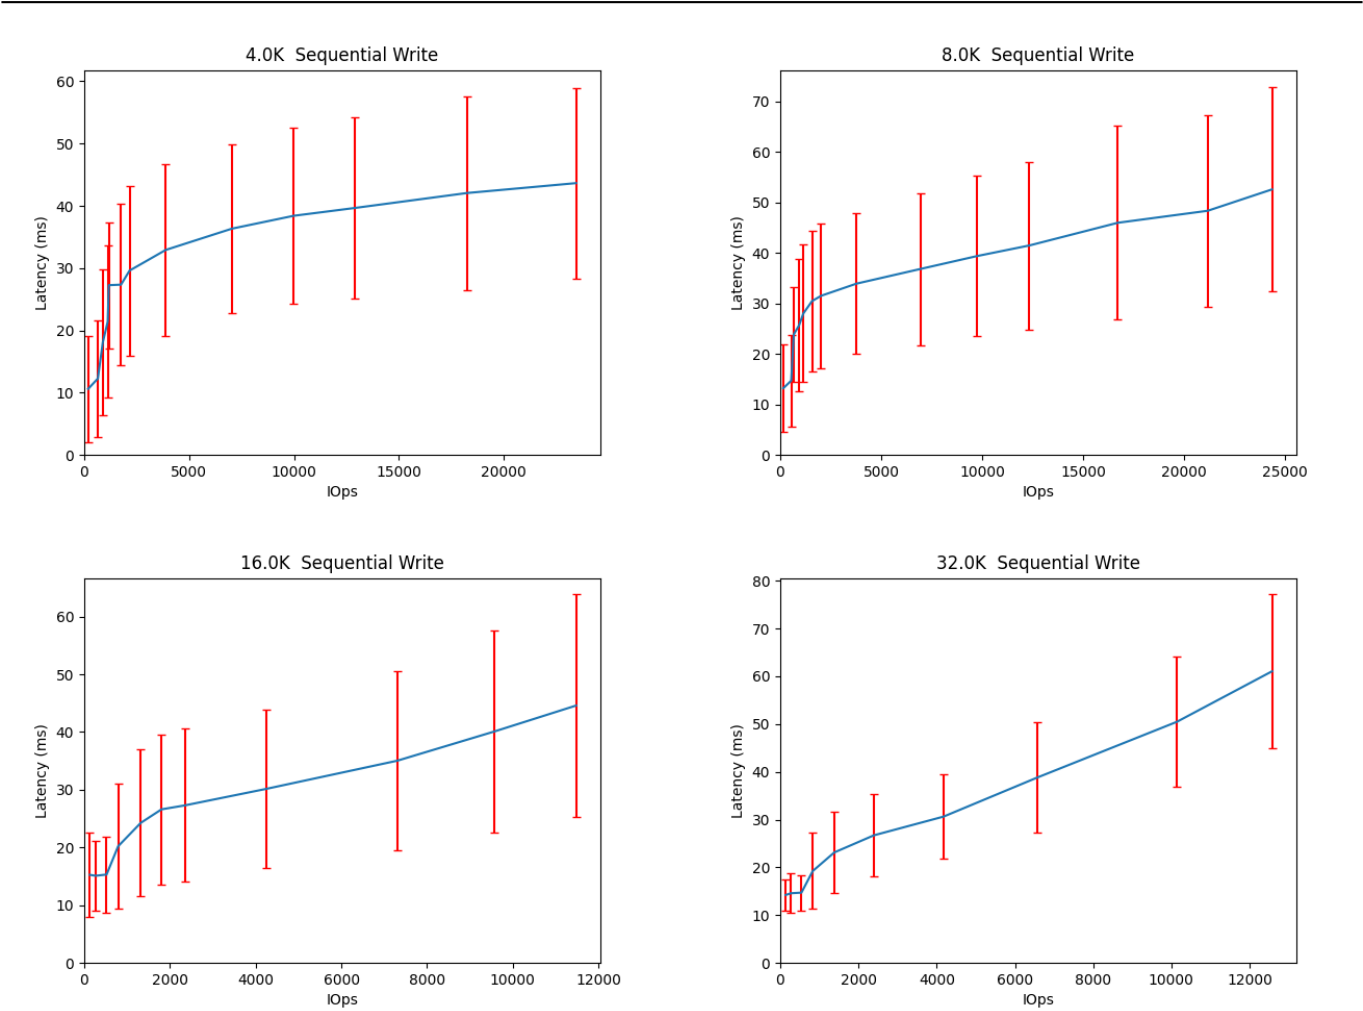 4.0K Sequential Write
60
50
40
30
20
10
0
Latency (ms)
0 5000 10000 15000 20000
IOps
8.0K Sequential Write
70
60
50
40
30
20
10
0
Latency (ms)
0 5000 10000 15000 20000 25000
IOps
16.0K Sequential Write
60
50
40
30
20
10
0
Latency (ms)
0 2000 4000 6000 8000 10000 12000
IOps
32.0K Sequential Write
80
70
60
50
40
30
20
10
0
Latency (ms)
0 2000 4000 6000 8000 10000 12000
IOps